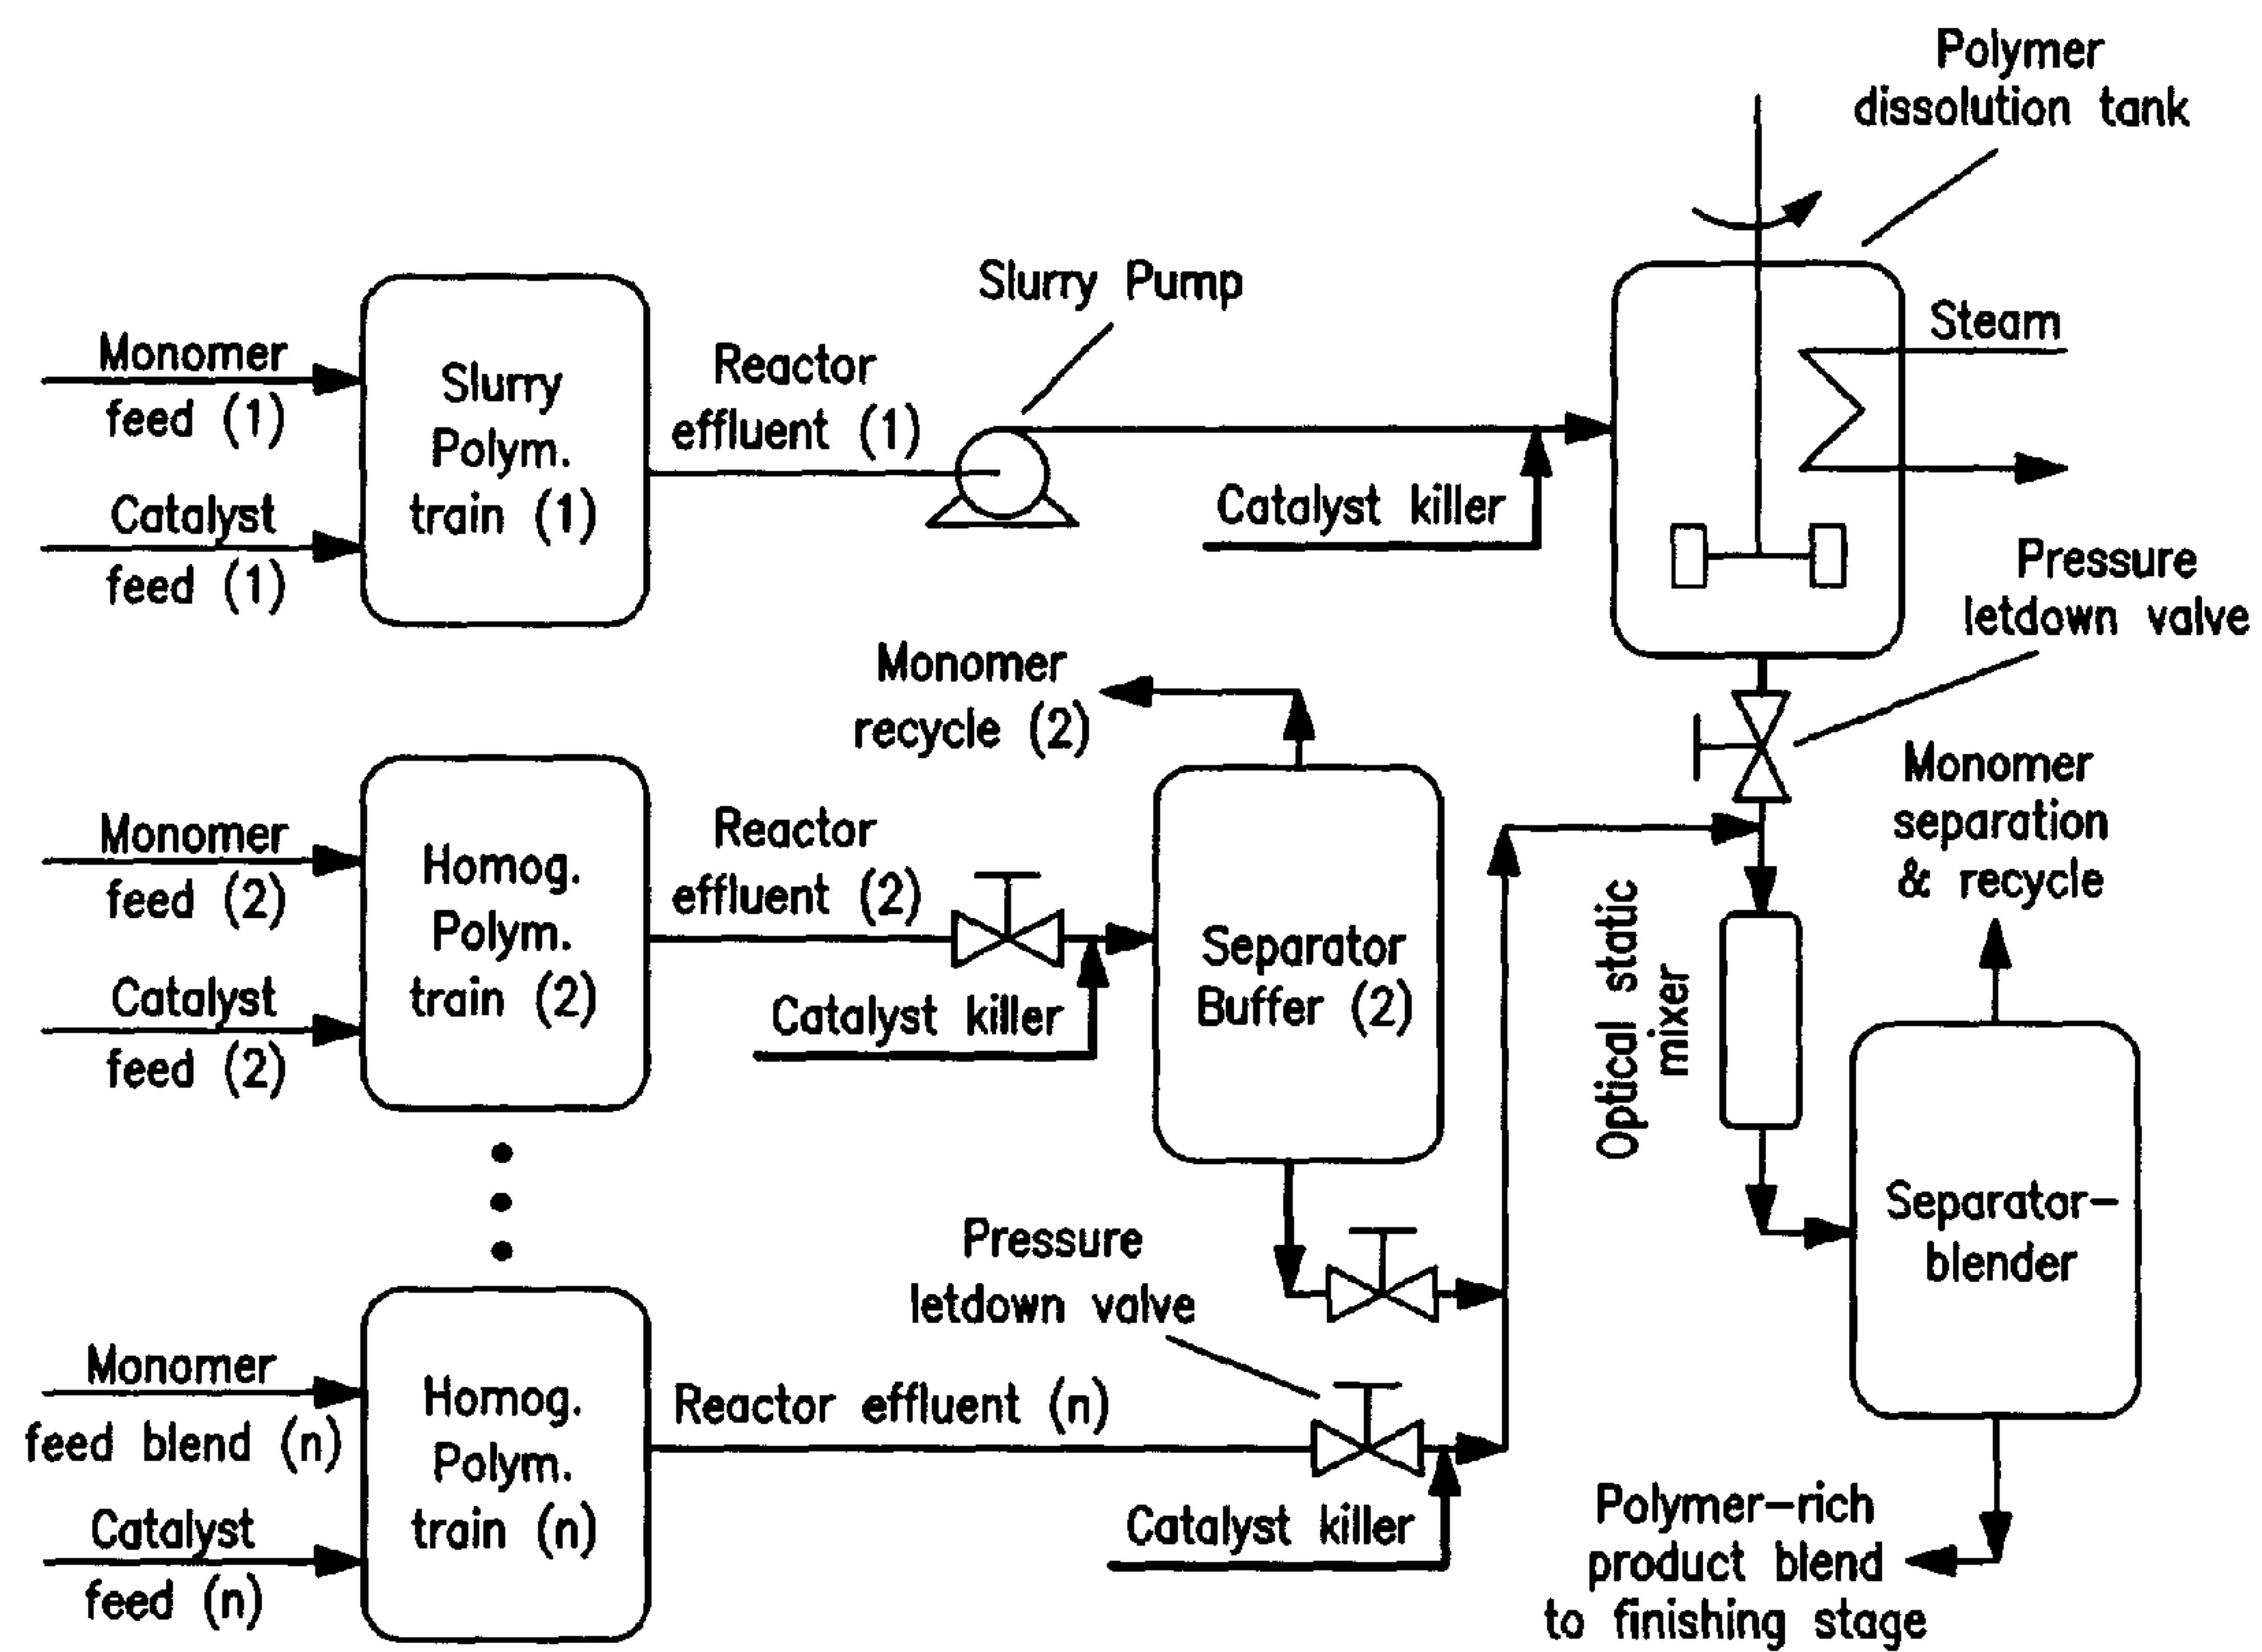 Polymer
dissolution tank
Slurry Pump
Steam
Monomer
feed (1)
Catalyst
feed (1)
Slurry
Polym.
train (1)
Reactor
effluent (1)
Catalyst killer
Pressure
letdown valve
Monomer
recycle (2)
Monomer
feed (2)
Catalyst
feed (2)
Homog.
Polym.
train (2)
Reactor
effluent (2)
Catalyst killer
Separator
Buffer (2)
Optical static
mixer
Monomer
separation
& recycle
Separator-
blender
Pressure
letdown valve
Monomer
feed blend (n)
Catalyst
feed (n)
Homog.
Polym.
train (n)
Reactor effluent (n)
Catalyst killer
Polymer-rich
product blend
to finishing stage